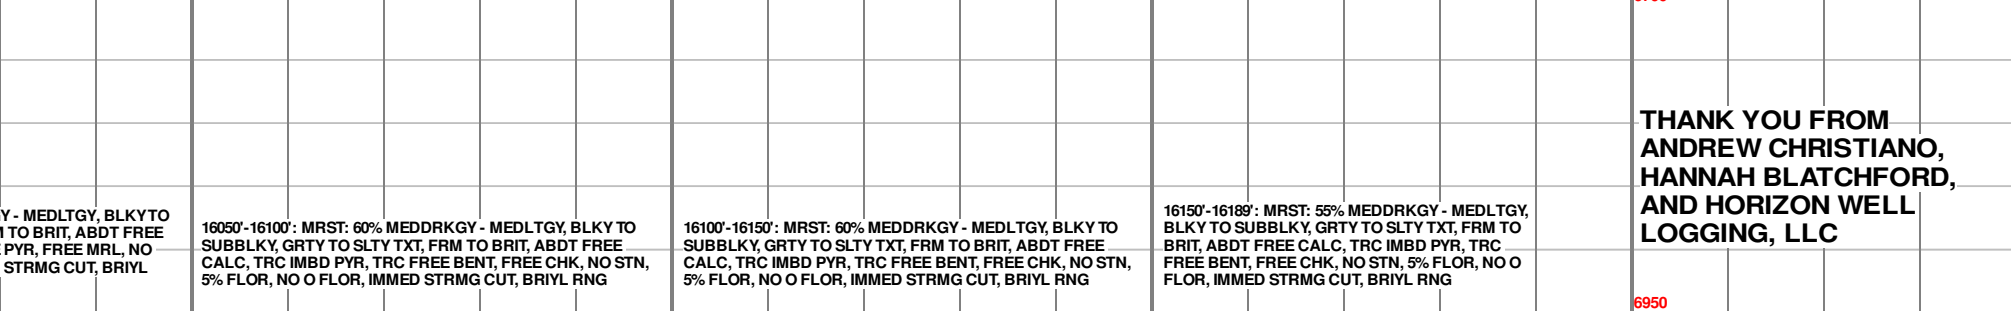 Y - MEDLTGY, BLKY TO
TO BRIT, ABDT FREE
PYR, FREE MRL, NO
STRMG CUT, BRIYL
16050'-16100': MRST: 60% MEDDRKGY - MEDLTGY, BLKY TO
SUBBLKY, GRTY TO SLTY TXT, FRM TO BRIT, ABDT FREE
CALC, TRC IMBD PYR, TRC FREE BENT, FREE CHK, NO STN,
5% FLOR, NO O FLOR, IMMED STRMG CUT, BRIYL RNG
16100'-16150': MRST: 60% MEDDRKGY - MEDLTGY, BLKY TO
SUBBLKY, GRTY TO SLTY TXT, FRM TO BRIT, ABDT FREE
CALC, TRC IMBD PYR, TRC FREE BENT, FREE CHK, NO STN,
5% FLOR, NO O FLOR, IMMED STRMG CUT, BRIYL RNG
16150'-16189': MRST: 55% MEDDRKGY - MEDLTGY,
BLKY TO SUBBLKY, GRTY TO SLTY TXT, FRM TO
BRIT, ABDT FREE CALC, TRC IMBD PYR, TRC
FREE BENT, FREE CHK, NO STN, 5% FLOR, NO O
FLOR, IMMED STRMG CUT, BRIYL RNG
THANK YOU FROM
ANDREW CHRISTIANO,
HANNAH BLATCHFORD,
AND HORIZON WELL
LOGGING, LLC
6950